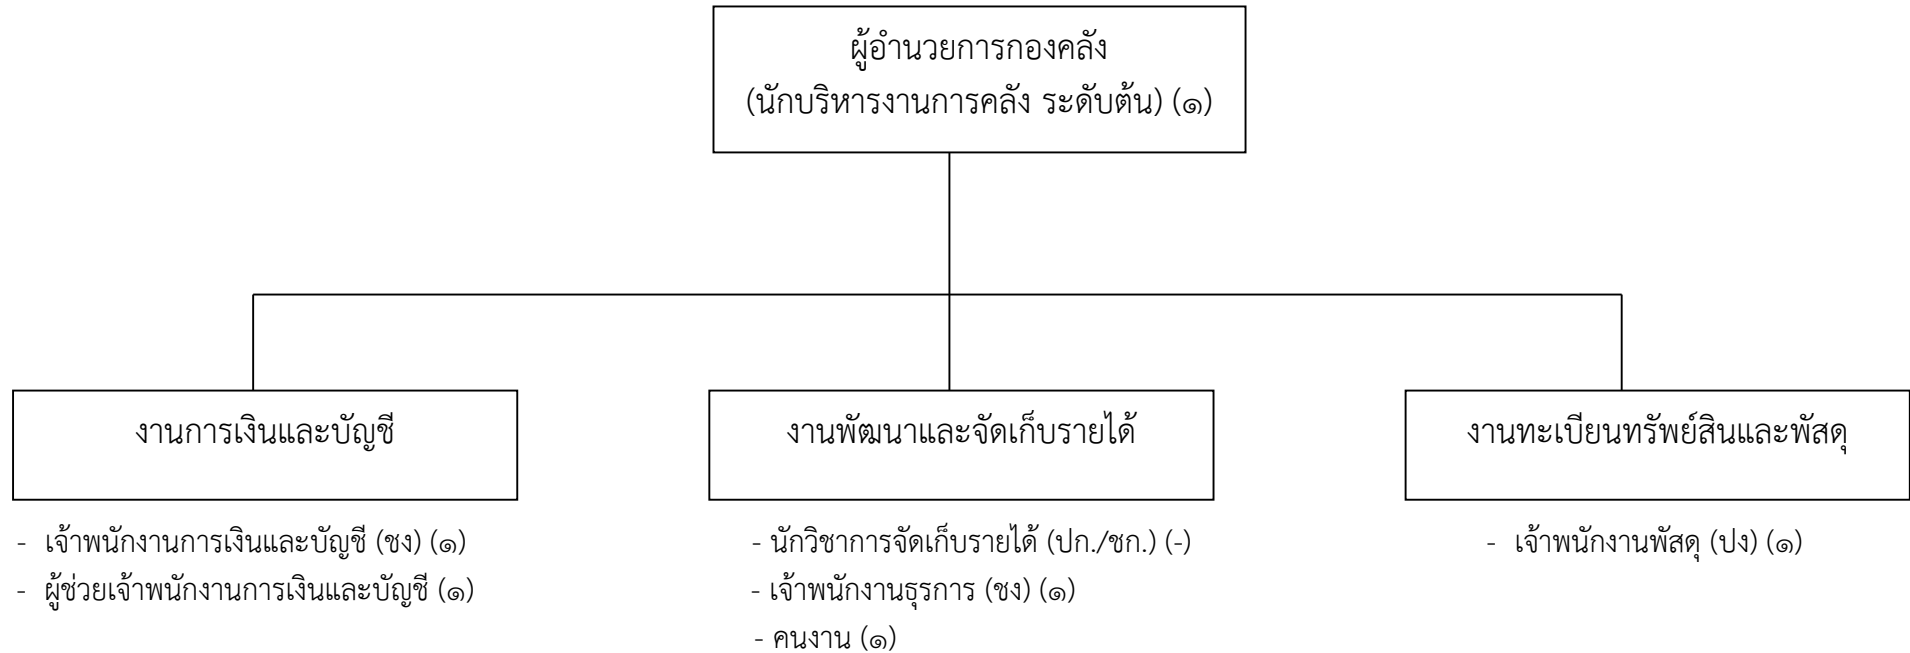 ผู้อำนวยการกองคลัง
(นักบริหารงานการคลัง ระดับต้น) (๑)
งานการเงินและบัญชี
- เจ้าพนักงานการเงินและบัญชี (ชง) (๑)
- ผู้ช่วยเจ้าพนักงานการเงินและบัญชี (๑)
งานพัฒนาและจัดเก็บรายได้
- นักวิชาการจัดเก็บรายได้ (ปก./ชก.) (-)
- เจ้าพนักงานธุรการ (ชง) (๑)
- คนงาน (๑)
งานทะเบียนทรัพย์สินและพัสดุ
- เจ้าพนักงานพัสดุ (ปง) (๑)